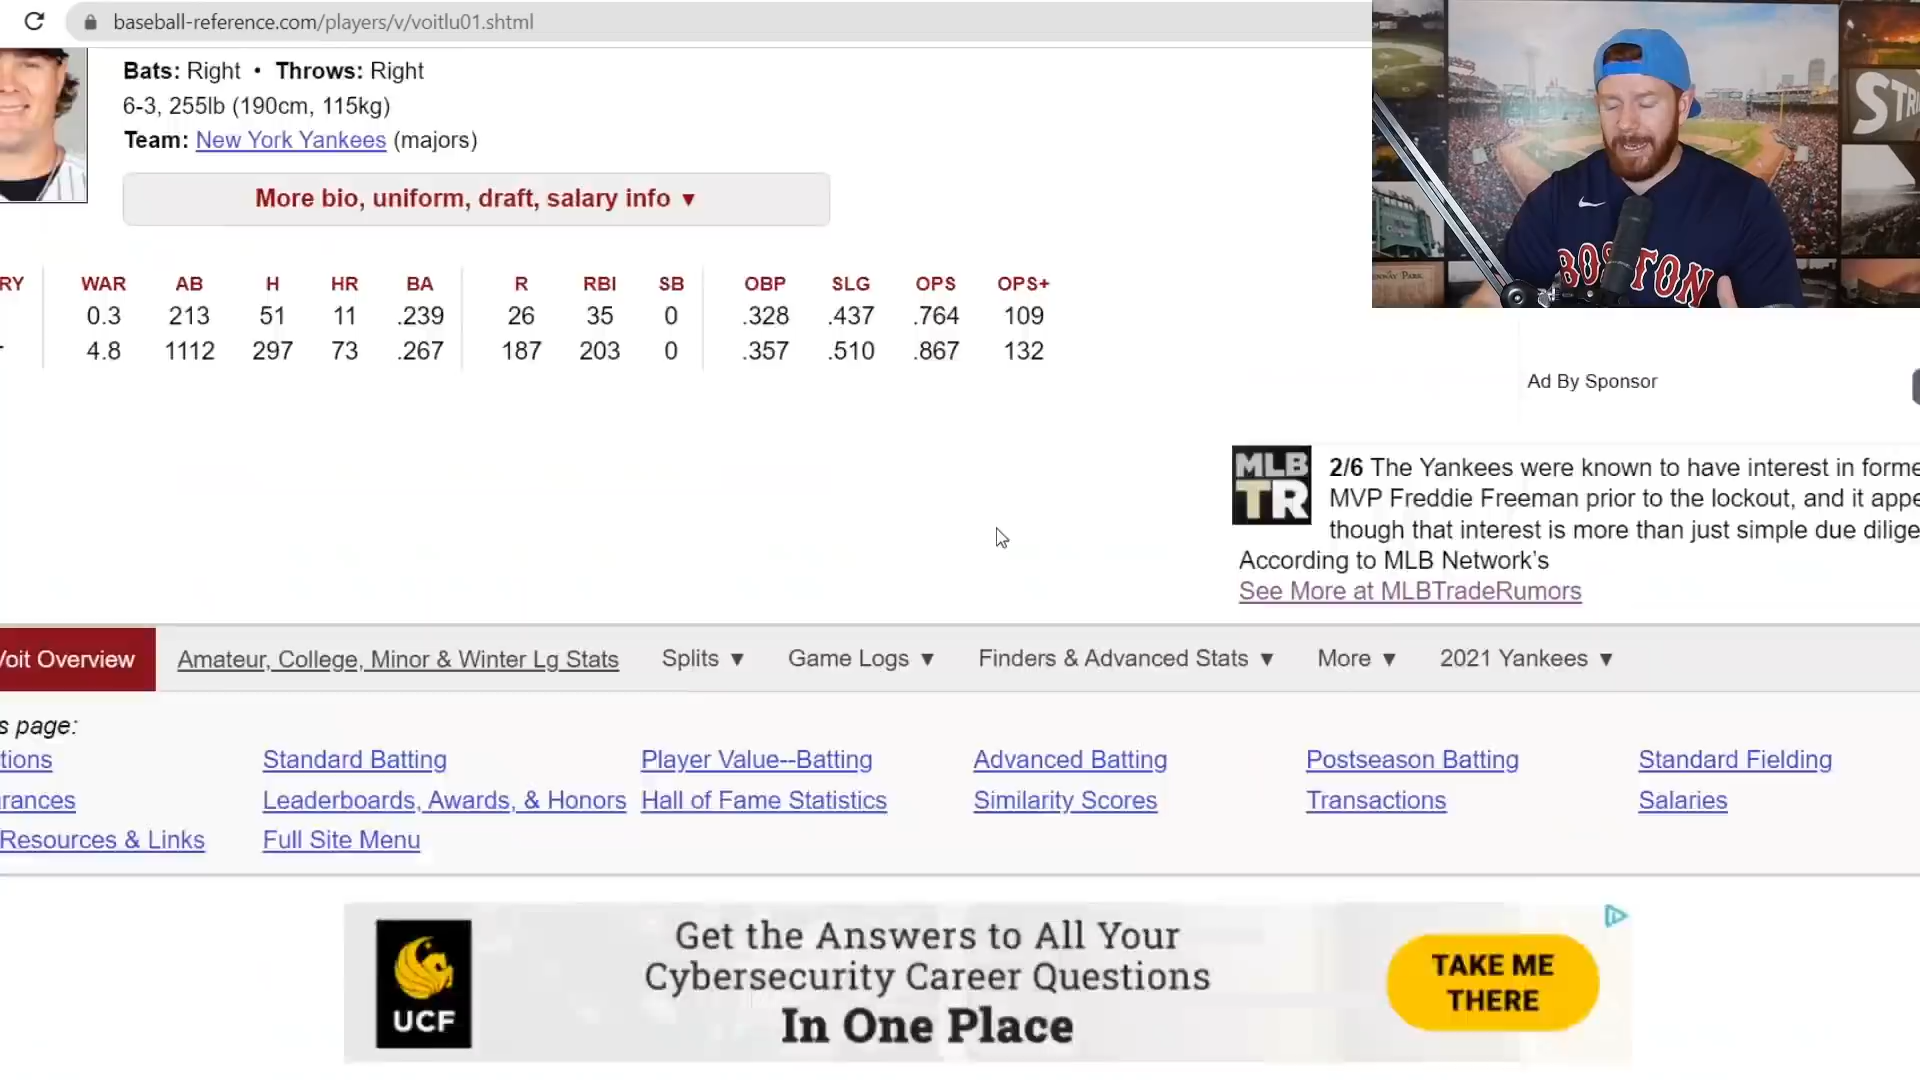 baseball-reference.com/players/v/voitlu01.shtml
Bats: Right • Throws: Right
6-3, 255lb (190cm, 115kg)
Team: New York Yankees (majors)
More bio, uniform, draft, salary info ▼
RY WAR AB H HR BA R RBI SB OBP SLG OPS OPS+
0.3 213 51 11 .239 26 35 0 .328 .437 .764 109
4.8 1112 297 73 .267 187 203 0 .357 .510 .867 132
BOSTON
STR
Ad By Sponsor
MLB
TR
2/6 The Yankees were known to have interest in forme
MVP Freddie Freeman prior to the lockout, and it appe
though that interest is more than just simple due dilige
According to MLB Network's
See More at MLBTradeRumors
Voit Overview Amateur, College, Minor & Winter Lg Stats Splits ▼ Game Logs ▼ Finders & Advanced Stats ▼ More ▼ 2021 Yankees ▼
s page:
tions Standard Batting Player Value--Batting Advanced Batting Postseason Batting Standard Fielding
arances Leaderboards, Awards, & Honors Hall of Fame Statistics Similarity Scores Transactions Salaries
Resources & Links Full Site Menu
UCF
Get the Answers to All Your
Cybersecurity Career Questions
In One Place
TAKE ME
THERE